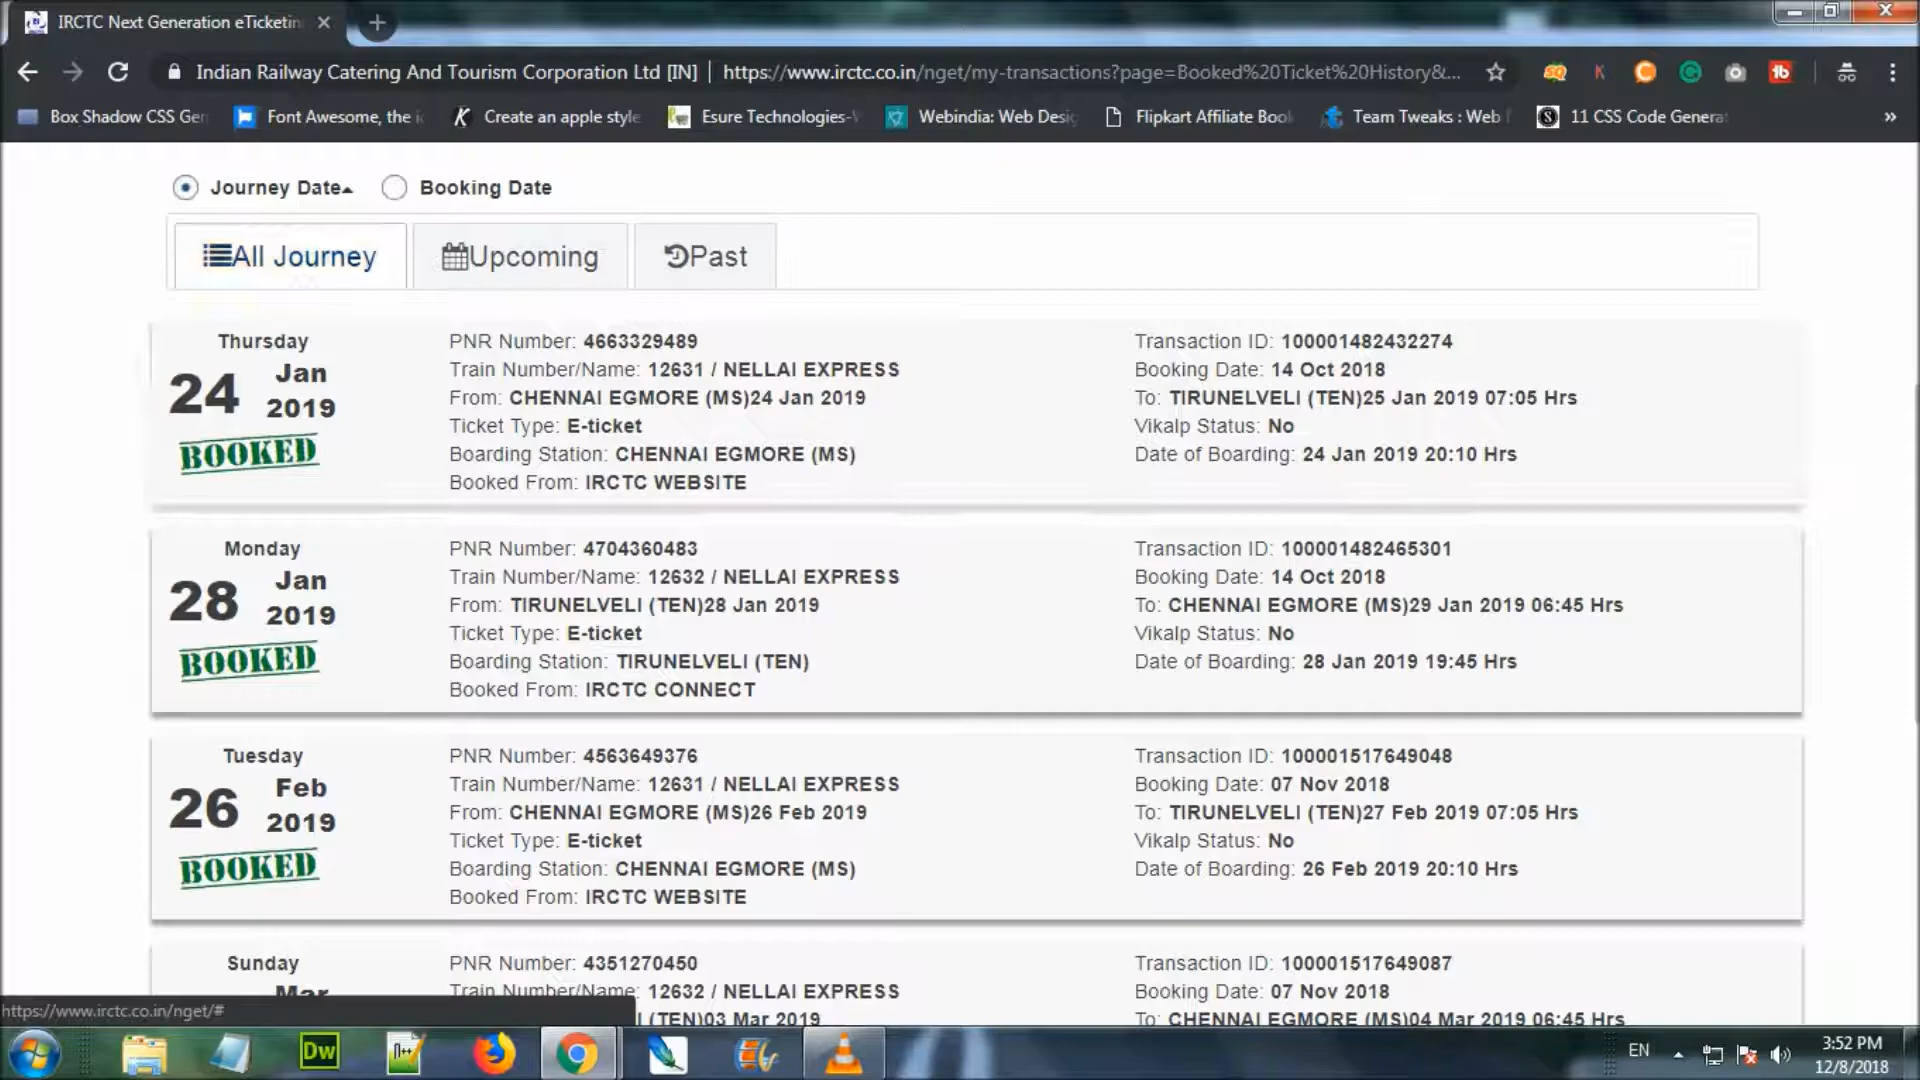 IRCTC Next Generation eTicketin
Indian Railway Catering And Tourism Corporation Ltd [IN] https://www.irctc.co.in/nget/my-transactions?page=Booked%20Ticket%20History&...
Box Shadow CSS Gen Font Awesome, the ic Create an apple style Esure Technologies-W Webindia: Web Desig Flipkart Affiliate Bool Team Tweaks : Web 11 CSS Code Genera »
Journey Date Booking Date
All Journey Upcoming Past
Thursday
24 Jan
2019
BOOKED
PNR Number: 4663329489
Train Number/Name: 12631 / NELLAI EXPRESS
From: CHENNAI EGMORE (MS)24 Jan 2019
Ticket Type: E-ticket
Boarding Station: CHENNAI EGMORE (MS)
Booked From: IRCTC WEBSITE
Transaction ID: 100001482432274
Booking Date: 14 Oct 2018
To: TIRUNELVELI (TEN)25 Jan 2019 07:05 Hrs
Vikalp Status: No
Date of Boarding: 24 Jan 2019 20:10 Hrs
Monday
28 Jan
2019
BOOKED
PNR Number: 4704360483
Train Number/Name: 12632 / NELLAI EXPRESS
From: TIRUNELVELI (TEN)28 Jan 2019
Ticket Type: E-ticket
Boarding Station: TIRUNELVELI (TEN)
Booked From: IRCTC CONNECT
Transaction ID: 100001482465301
Booking Date: 14 Oct 2018
To: CHENNAI EGMORE (MS)29 Jan 2019 06:45 Hrs
Vikalp Status: No
Date of Boarding: 28 Jan 2019 19:45 Hrs
Tuesday
26 Feb
2019
BOOKED
PNR Number: 4563649376
Train Number/Name: 12631 / NELLAI EXPRESS
From: CHENNAI EGMORE (MS)26 Feb 2019
Ticket Type: E-ticket
Boarding Station: CHENNAI EGMORE (MS)
Booked From: IRCTC WEBSITE
Transaction ID: 100001517649048
Booking Date: 07 Nov 2018
To: TIRUNELVELI (TEN)27 Feb 2019 07:05 Hrs
Vikalp Status: No
Date of Boarding: 26 Feb 2019 20:10 Hrs
Sunday
Mar
PNR Number: 4351270450
Train Number/Name: 12632 / NELLAI EXPRESS
I (TEN)03 Mar 2019
Transaction ID: 100001517649087
Booking Date: 07 Nov 2018
To: CHENNAI EGMORE (MS)04 Mar 2019 06:45 Hrs
https://www.irctc.co.in/nget/#
Dw
EN
3:52 PM
12/8/2018